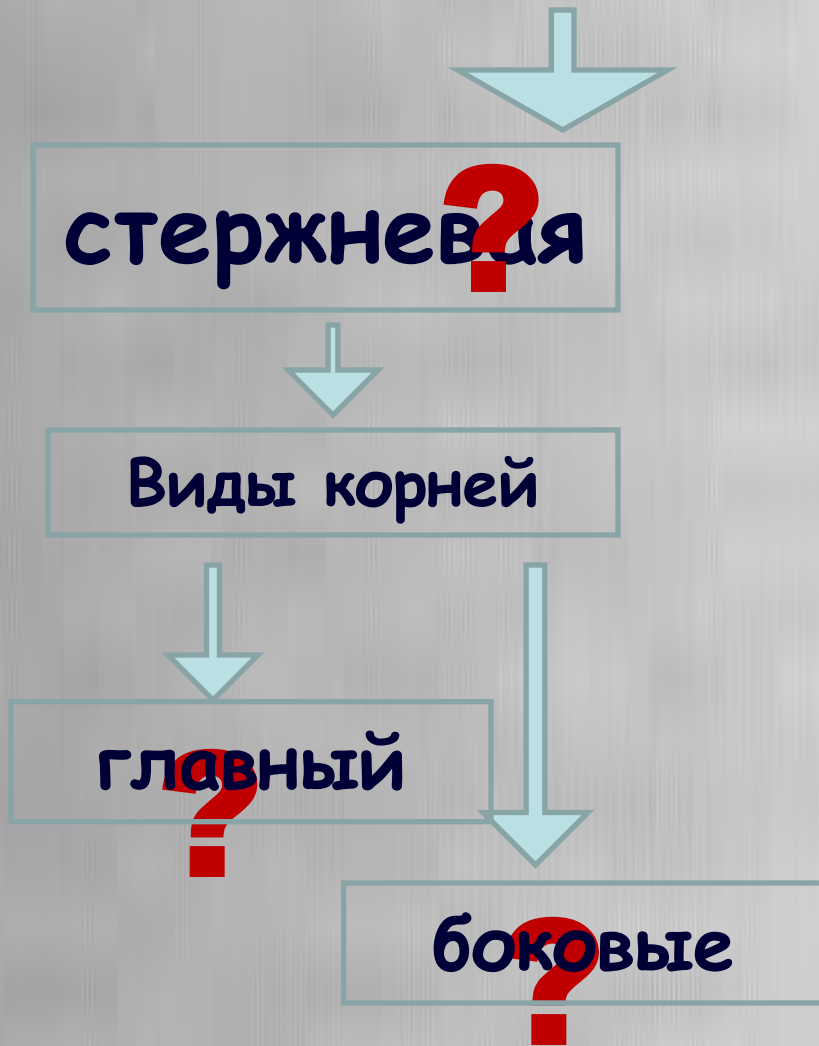 стержневая
?
Виды корней
главный
?
боковые
?